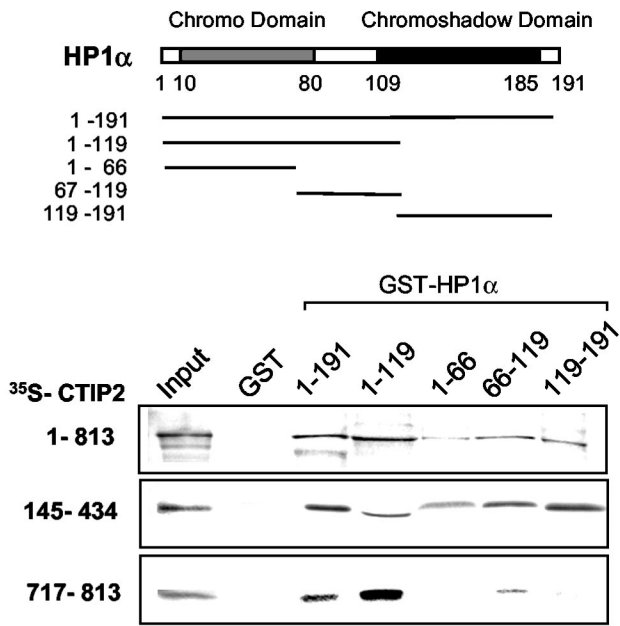 Chromo Domain Chromoshadow Domain
HP1α
1 10 80 109 185 191
1 -191
1 -119
1 - 66
67 -119
119 -191
GST-HP1α
Input GST 1-191 1-119 1-66 66-119 119-191
³⁵S- CTIP2
1- 813
145- 434
717- 813